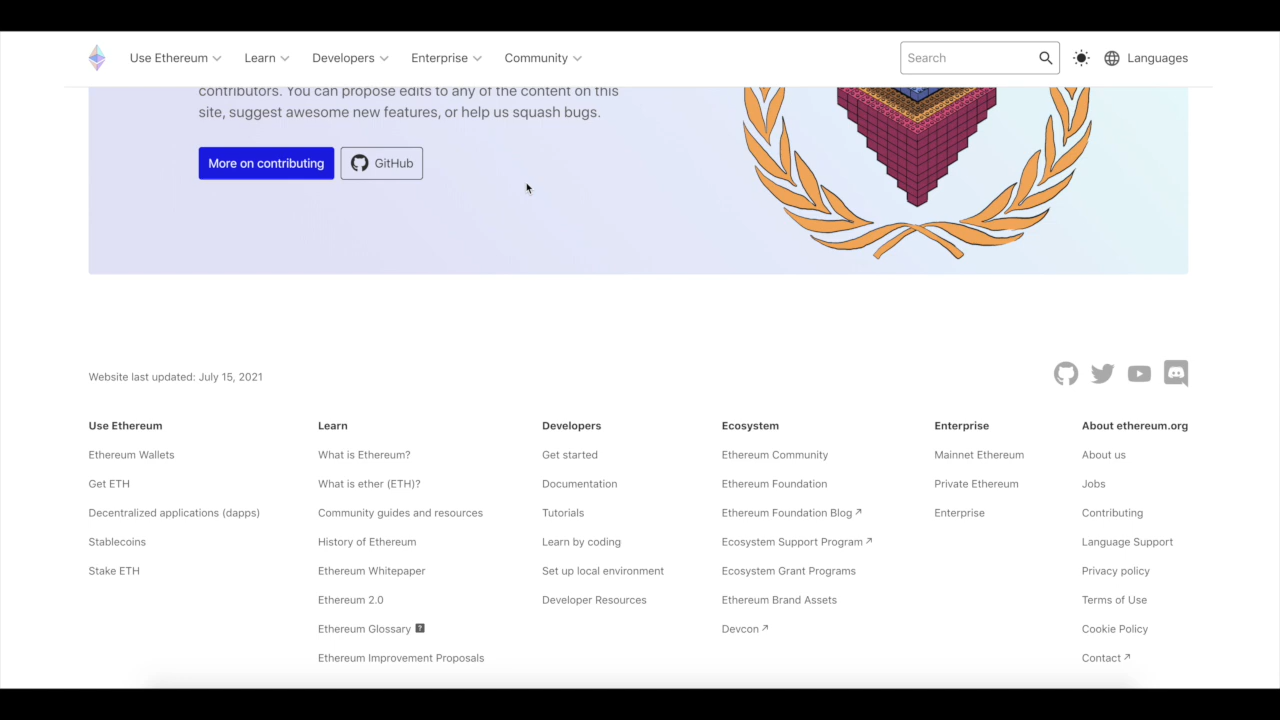 Use Ethereum Learn Developers Enterprise Community Search Languages
contributors. You can propose edits to any of the content on this
site, suggest awesome new features, or help us squash bugs.
More on contributing GitHub
Website last updated: July 15, 2021
Use Ethereum
Ethereum Wallets
Get ETH
Decentralized applications (dapps)
Stablecoins
Stake ETH
Learn
What is Ethereum?
What is ether (ETH)?
Community guides and resources
History of Ethereum
Ethereum Whitepaper
Ethereum 2.0
Ethereum Glossary ?
Ethereum Improvement Proposals
Developers
Get started
Documentation
Tutorials
Learn by coding
Set up local environment
Developer Resources
Ecosystem
Ethereum Community
Ethereum Foundation
Ethereum Foundation Blog ↗
Ecosystem Support Program ↗
Ecosystem Grant Programs
Ethereum Brand Assets
Devcon ↗
Enterprise
Mainnet Ethereum
Private Ethereum
Enterprise
About ethereum.org
About us
Jobs
Contributing
Language Support
Privacy policy
Terms of Use
Cookie Policy
Contact ↗